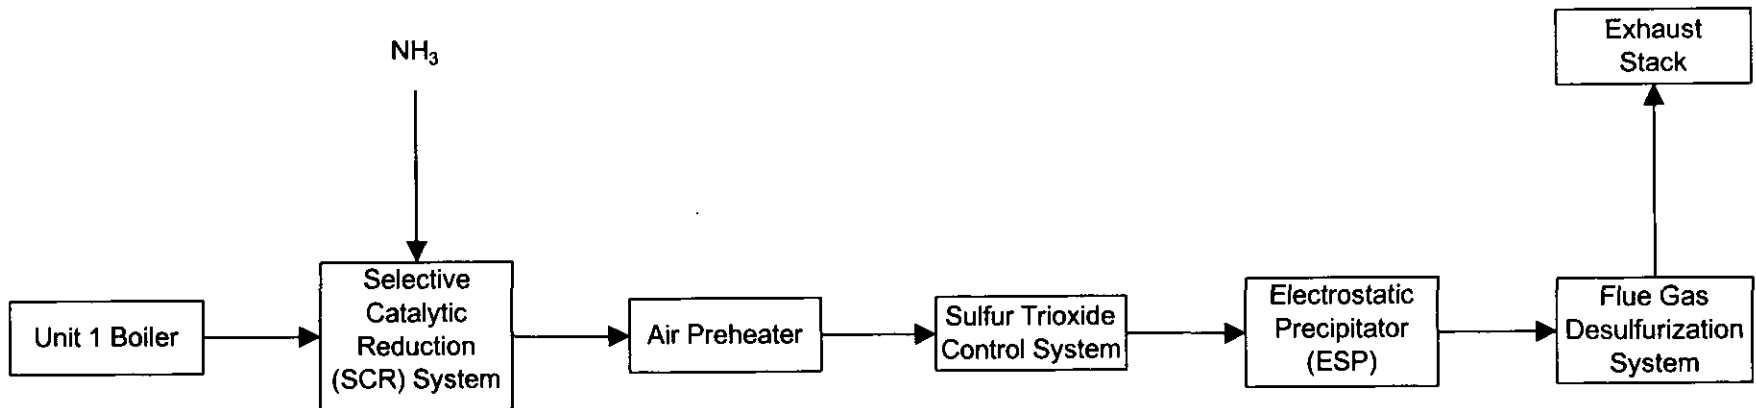 NH₃
Exhaust
Stack
Unit 1 Boiler
Selective
Catalytic
Reduction
(SCR) System
Air Preheater
Sulfur Trioxide
Control System
Electrostatic
Precipitator
(ESP)
Flue Gas
Desulfurization
System